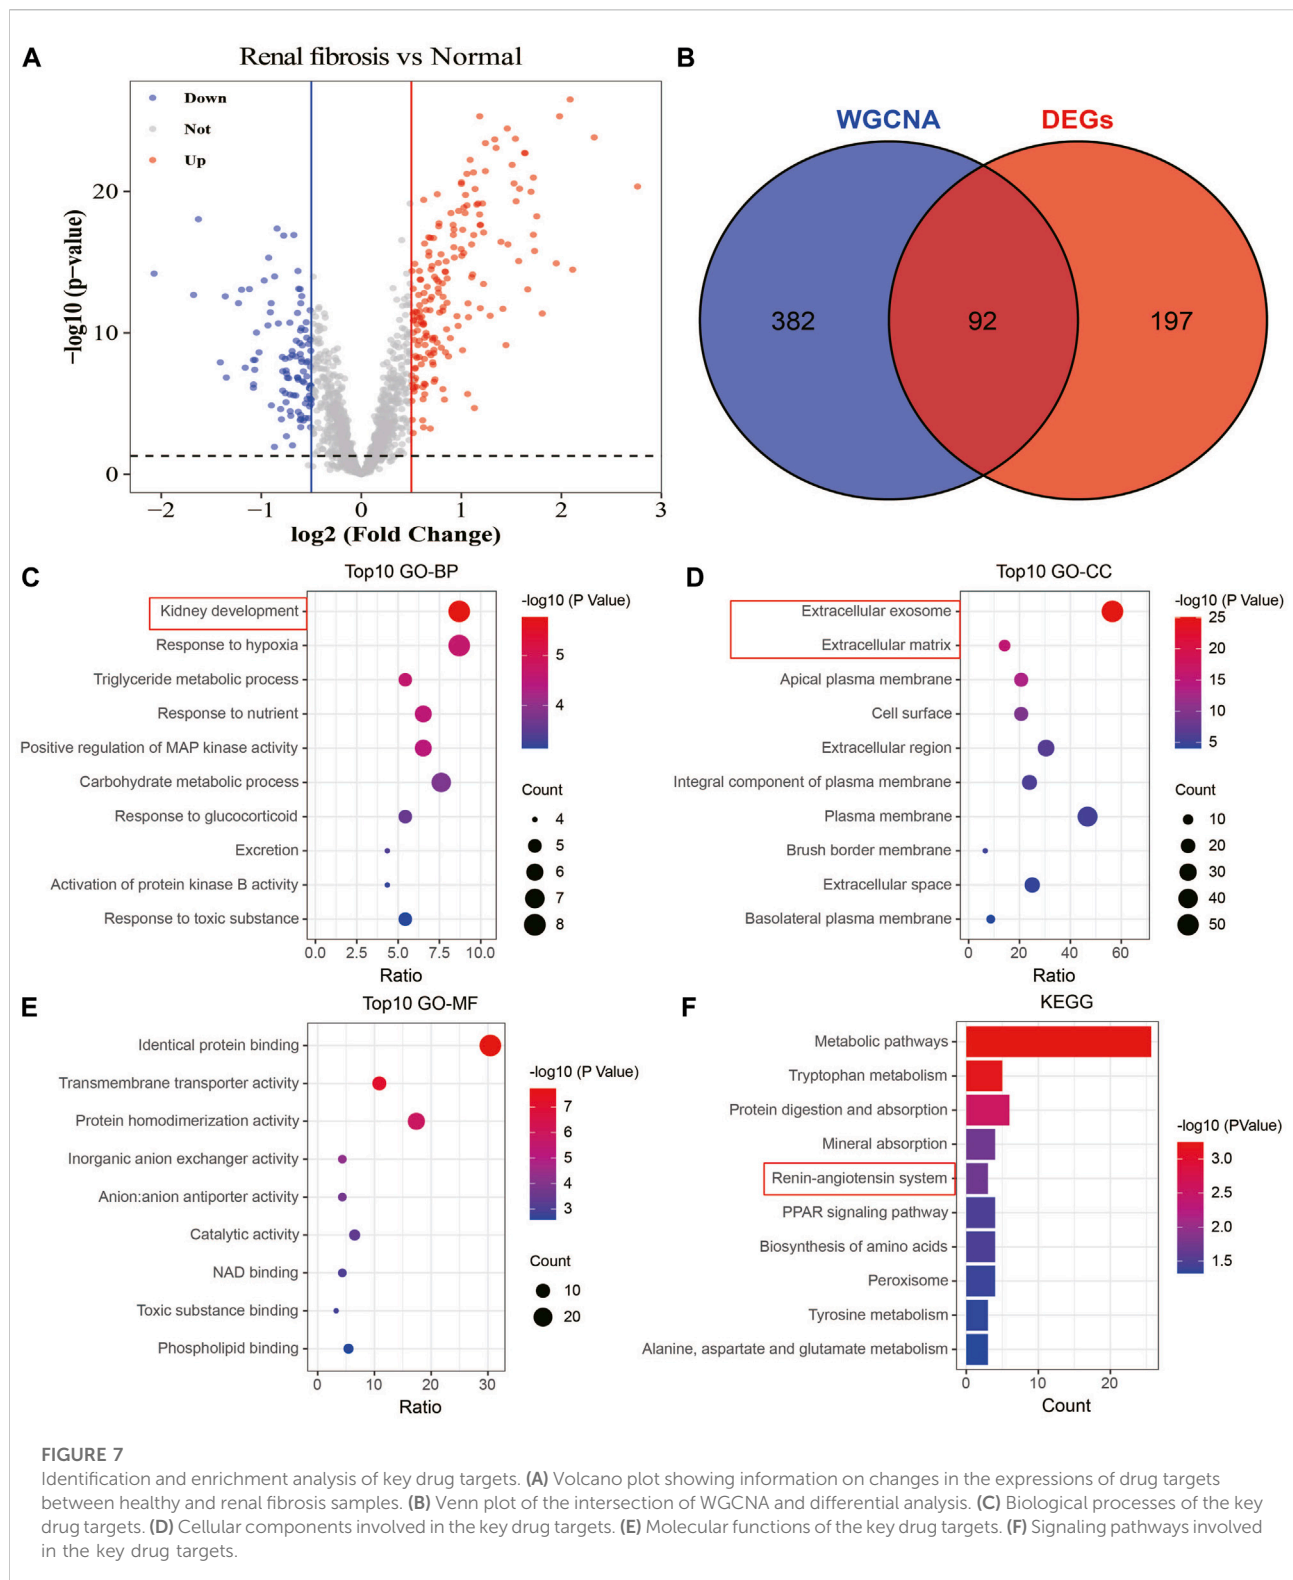 A
Renal fibrosis vs Normal
Down
Not
Up
20
10
0
−log10 (p−value)
−2
−1
0
1
2
3
log2 (Fold Change)
B
WGCNA
DEGs
382
92
197
C
Top10 GO-BP
Kidney development
Response to hypoxia
Triglyceride metabolic process
Response to nutrient
Positive regulation of MAP kinase activity
Carbohydrate metabolic process
Response to glucocorticoid
Excretion
Activation of protein kinase B activity
Response to toxic substance
0.0
2.5
5.0
7.5
10.0
Ratio
-log10 (P Value)
5
4
Count
4
5
6
7
8
D
Top10 GO-CC
Extracellular exosome
Extracellular matrix
Apical plasma membrane
Cell surface
Extracellular region
Integral component of plasma membrane
Plasma membrane
Brush border membrane
Extracellular space
Basolateral plasma membrane
0
20
40
60
Ratio
-log10 (P Value)
25
20
15
10
5
Count
10
20
30
40
50
E
Top10 GO-MF
Identical protein binding
Transmembrane transporter activity
Protein homodimerization activity
Inorganic anion exchanger activity
Anion:anion antiporter activity
Catalytic activity
NAD binding
Toxic substance binding
Phospholipid binding
0
10
20
30
Ratio
-log10 (P Value)
7
6
5
4
3
Count
10
20
F
KEGG
Metabolic pathways
Tryptophan metabolism
Protein digestion and absorption
Mineral absorption
Renin-angiotensin system
PPAR signaling pathway
Biosynthesis of amino acids
Peroxisome
Tyrosine metabolism
Alanine, aspartate and glutamate metabolism
0
10
20
Count
-log10 (PValue)
3.0
2.5
2.0
1.5
FIGURE 7
Identification and enrichment analysis of key drug targets. (A) Volcano plot showing information on changes in the expressions of drug targets
between healthy and renal fibrosis samples. (B) Venn plot of the intersection of WGCNA and differential analysis. (C) Biological processes of the key
drug targets. (D) Cellular components involved in the key drug targets. (E) Molecular functions of the key drug targets. (F) Signaling pathways involved
in the key drug targets.